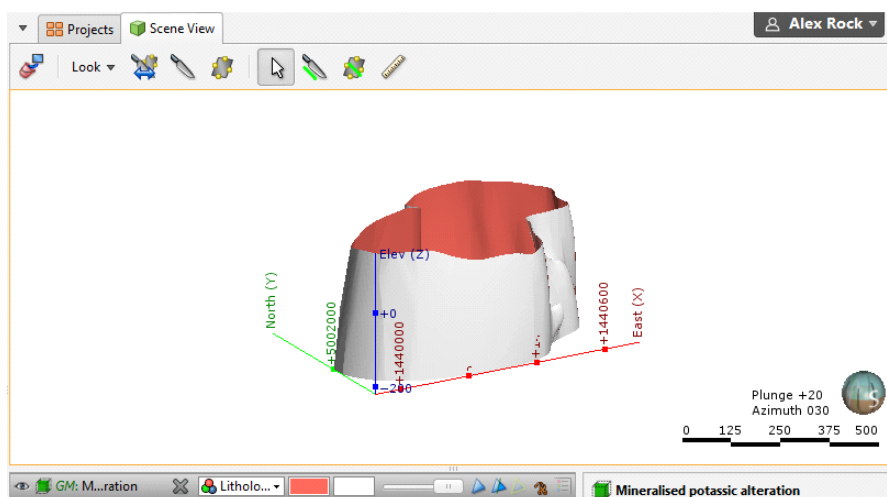 Projects
Scene View
Alex Rock
Look
Elev (Z)
North (Y)
+0
+5002000
+1440000
-200
+1440600
East (X)
Plunge +20
Azimuth 030
S
0 125 250 375 500
GM: M...ration
Litholo...
Mineralised potassic alteration